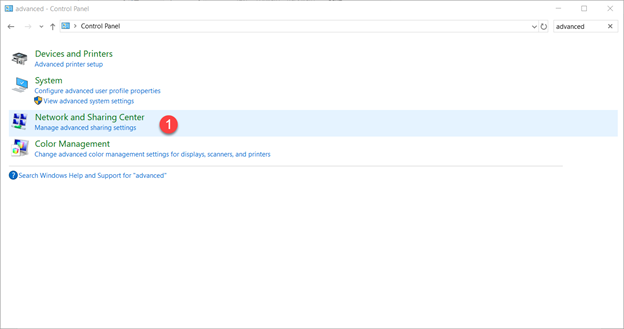 advanced - Control Panel
Control Panel
advanced
Devices and Printers
Advanced printer setup
System
Configure advanced user profile properties
View advanced system settings
Network and Sharing Center
Manage advanced sharing settings
1
Color Management
Change advanced color management settings for displays, scanners, and printers
Search Windows Help and Support for "advanced"